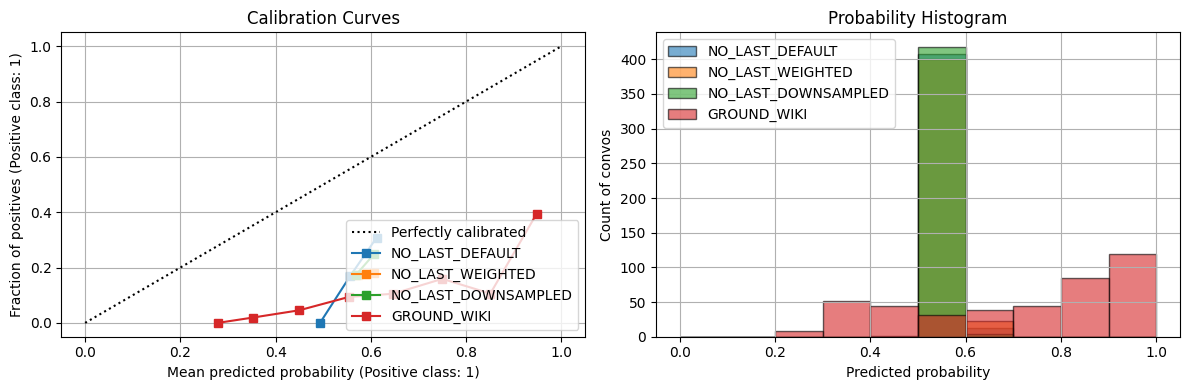 Calibration Curves
Fraction of positives (Positive class: 1)
1.0
0.8
0.6
0.4
0.2
0.0
0.0 0.2 0.4 0.6 0.8 1.0
Mean predicted probability (Positive class: 1)
Perfectly calibrated
NO_LAST_DEFAULT
NO_LAST_WEIGHTED
NO_LAST_DOWNSAMPLED
GROUND_WIKI
Probability Histogram
Count of convos
400
350
300
250
200
150
100
50
0
0.0 0.2 0.4 0.6 0.8 1.0
Predicted probability
NO_LAST_DEFAULT
NO_LAST_WEIGHTED
NO_LAST_DOWNSAMPLED
GROUND_WIKI